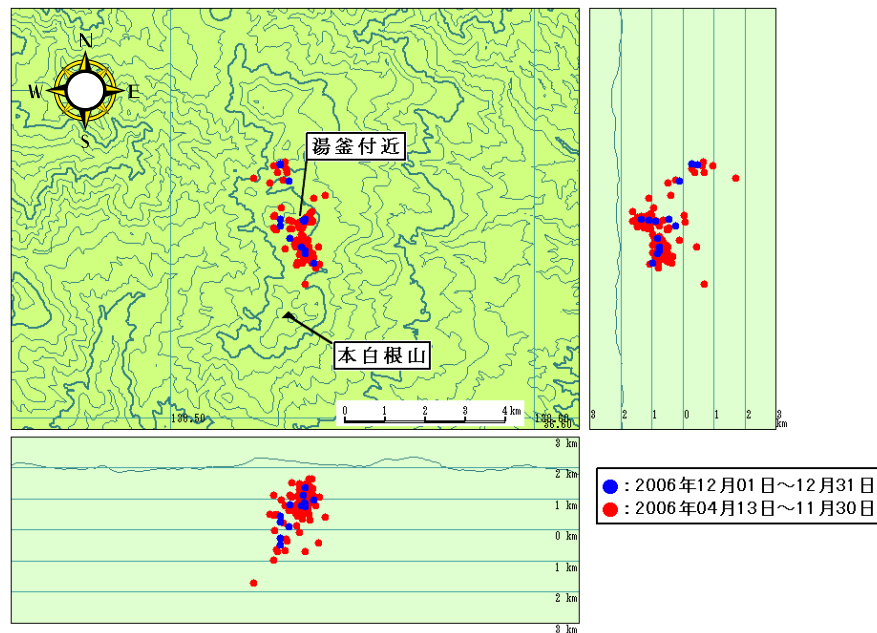 N
W E
S
湯釜付近
本白根山
138.50
138.60
36.60
0 1 2 3 4 km
3 2 1 0 1 2 3
km
3 km
2 km
1 km
0 km
1 km
2 km
3 km
●：2006年12月01日～12月31日
●：2006年04月13日～11月30日